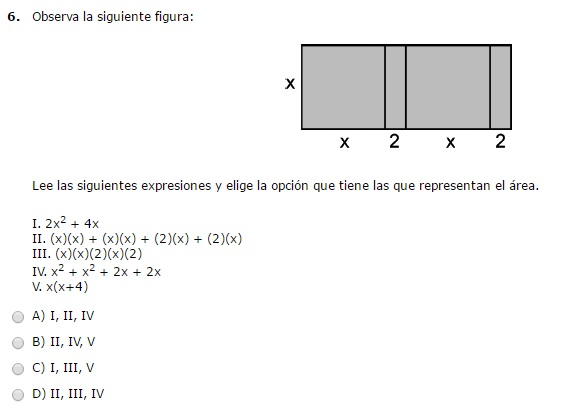 6. Observa la siguiente figura:
x
x 2 x 2
Lee las siguientes expresiones y elige la opción que tiene las que representan el área.
I. 2x² + 4x
II. (x)(x) + (x)(x) + (2)(x) + (2)(x)
III. (x)(x)(2)(x)(2)
IV. x² + x² + 2x + 2x
V. x(x+4)
A) I, II, IV
B) II, IV, V
C) I, III, V
D) II, III, IV